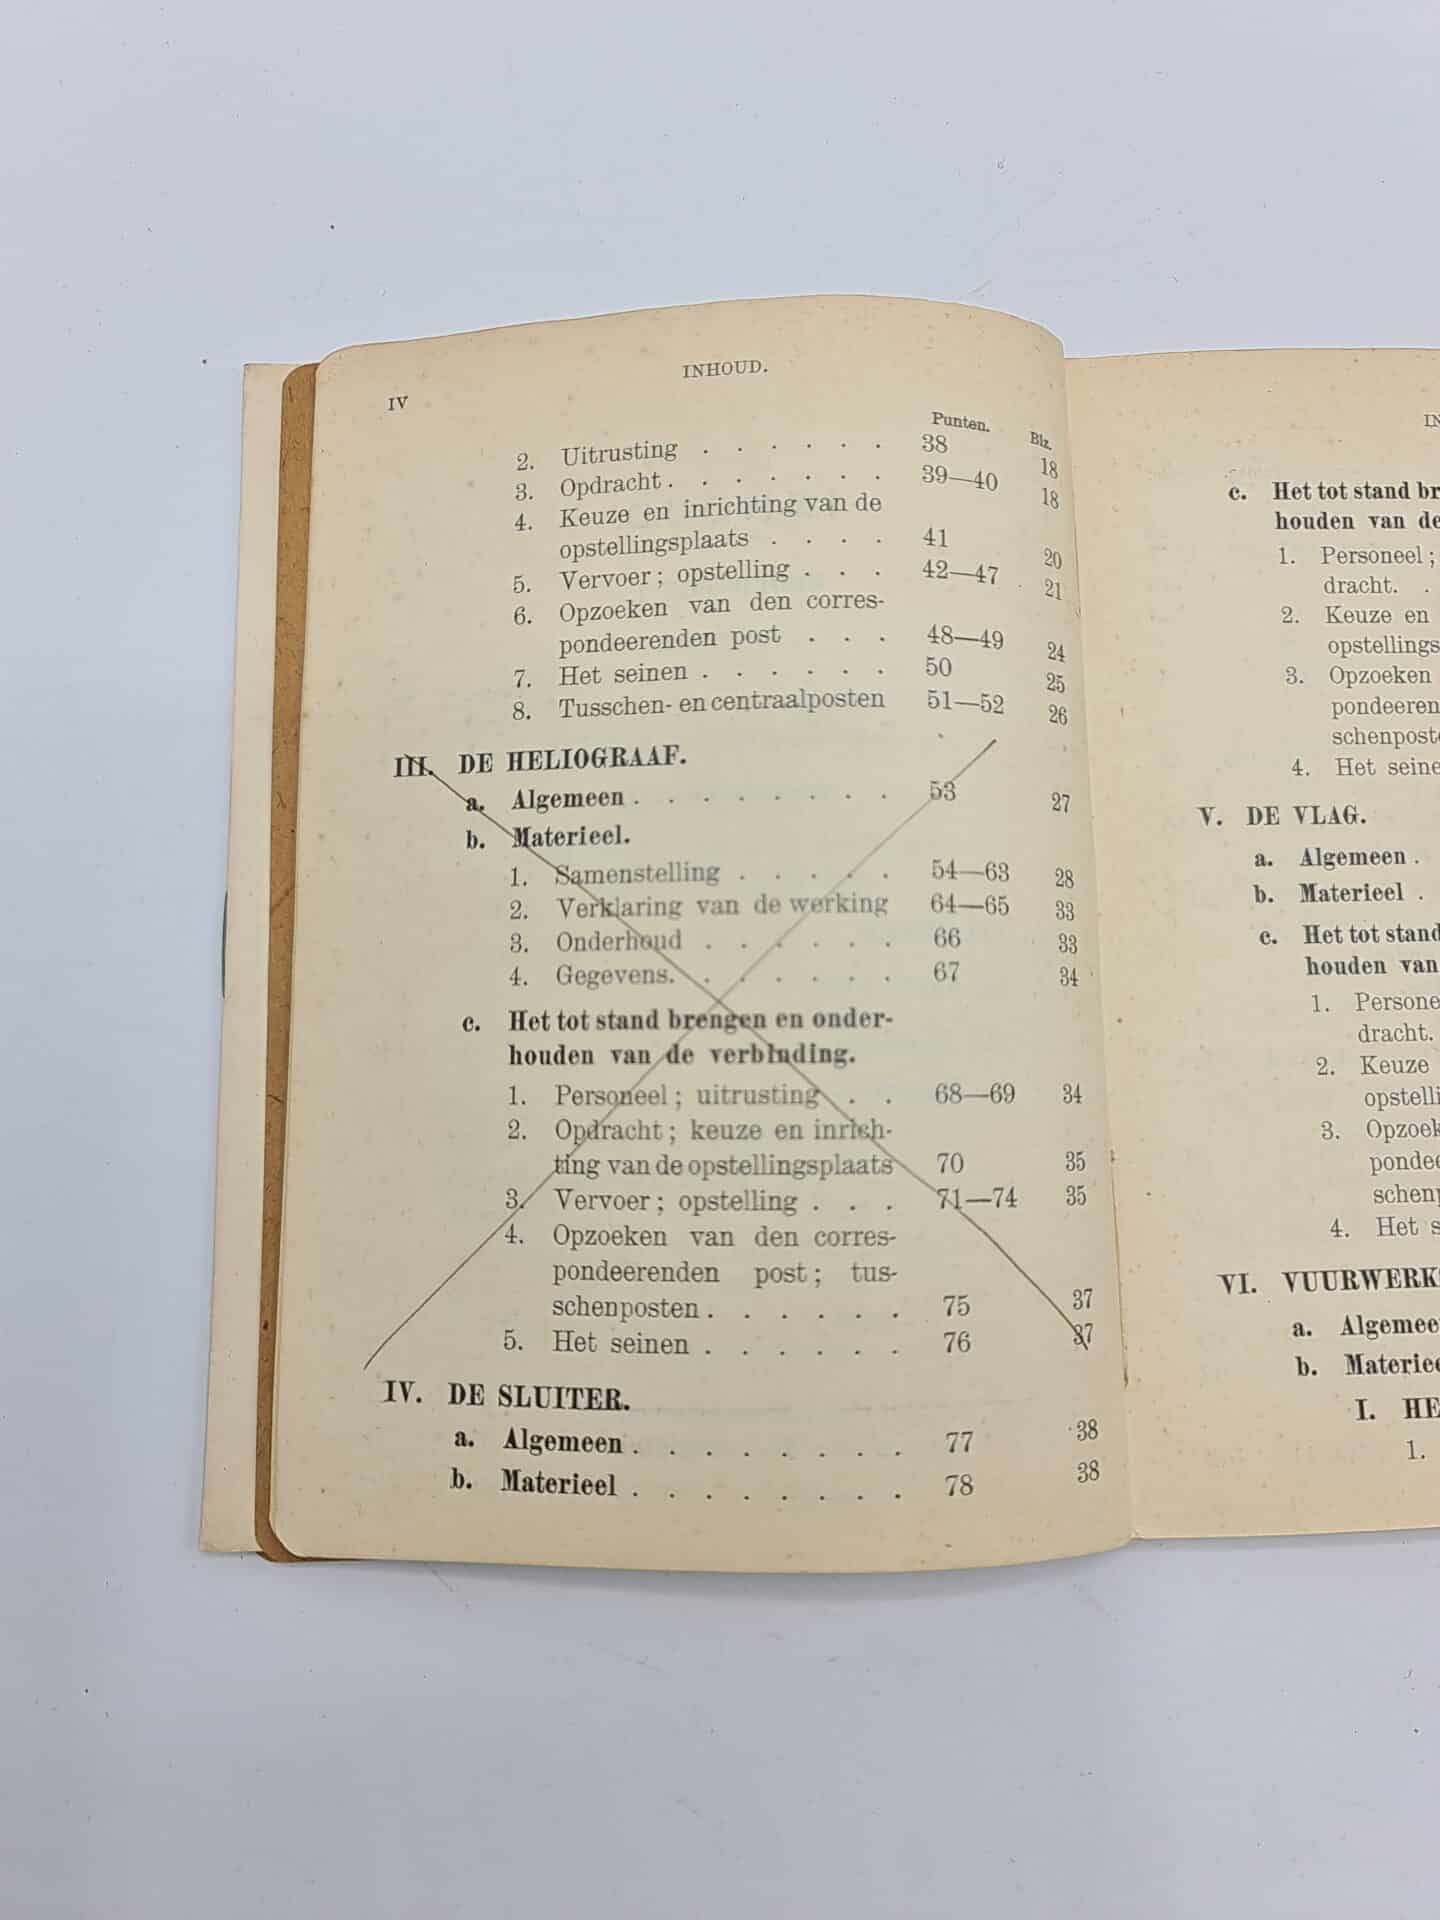 INHOUD.
IV
Punten. Blz.
2. Uitrusting . . . . . . 38 18
3. Opdracht . . . . . . . 39—40 18
4. Keuze en inrichting van de
opstellingsplaats . . . . 41 20
5. Vervoer; opstelling . . . 42—47 21
6. Opzoeken van den corres-
pondeerenden post . . . 48—49 24
7. Het seinen . . . . . . 50 25
8. Tusschen- en centraalposten 51—52 26
III. DE HELIOGRAAF.
a. Algemeen . . . . . . . . 53 27
b. Materieel.
1. Samenstelling . . . . . 54—63 28
2. Verklaring van de werking 64—65 33
3. Onderhoud . . . . . . 66 33
4. Gegevens. . . . . . . 67 34
c. Het tot stand brengen en onder-
houden van de verbinding.
1. Personeel; uitrusting . . 68—69 34
2. Opdracht; keuze en inrich-
ting van de opstellingsplaats 70 35
3. Vervoer; opstelling . . . 71—74 35
4. Opzoeken van den corres-
pondeerenden post; tus-
schenposten . . . . . . 75 37
5. Het seinen . . . . . . 76 37
IV. DE SLUITER.
a. Algemeen . . . . . . . . 77 38
b. Materieel . . . . . . . . 78 38
IN
c. Het tot stand br
houden van de
1. Personeel;
dracht. .
2. Keuze en
opstellings
3. Opzoeken
pondeeren
schenposte
4. Het seine
V. DE VLAG.
a. Algemeen .
b. Materieel .
c. Het tot stand
houden van
1. Persone
dracht.
2. Keuze
opstelli
3. Opzoek
pondee
schenp
4. Het s
VI. VUURWERK
a. Algemee
b. Materiee
I. HE
1.